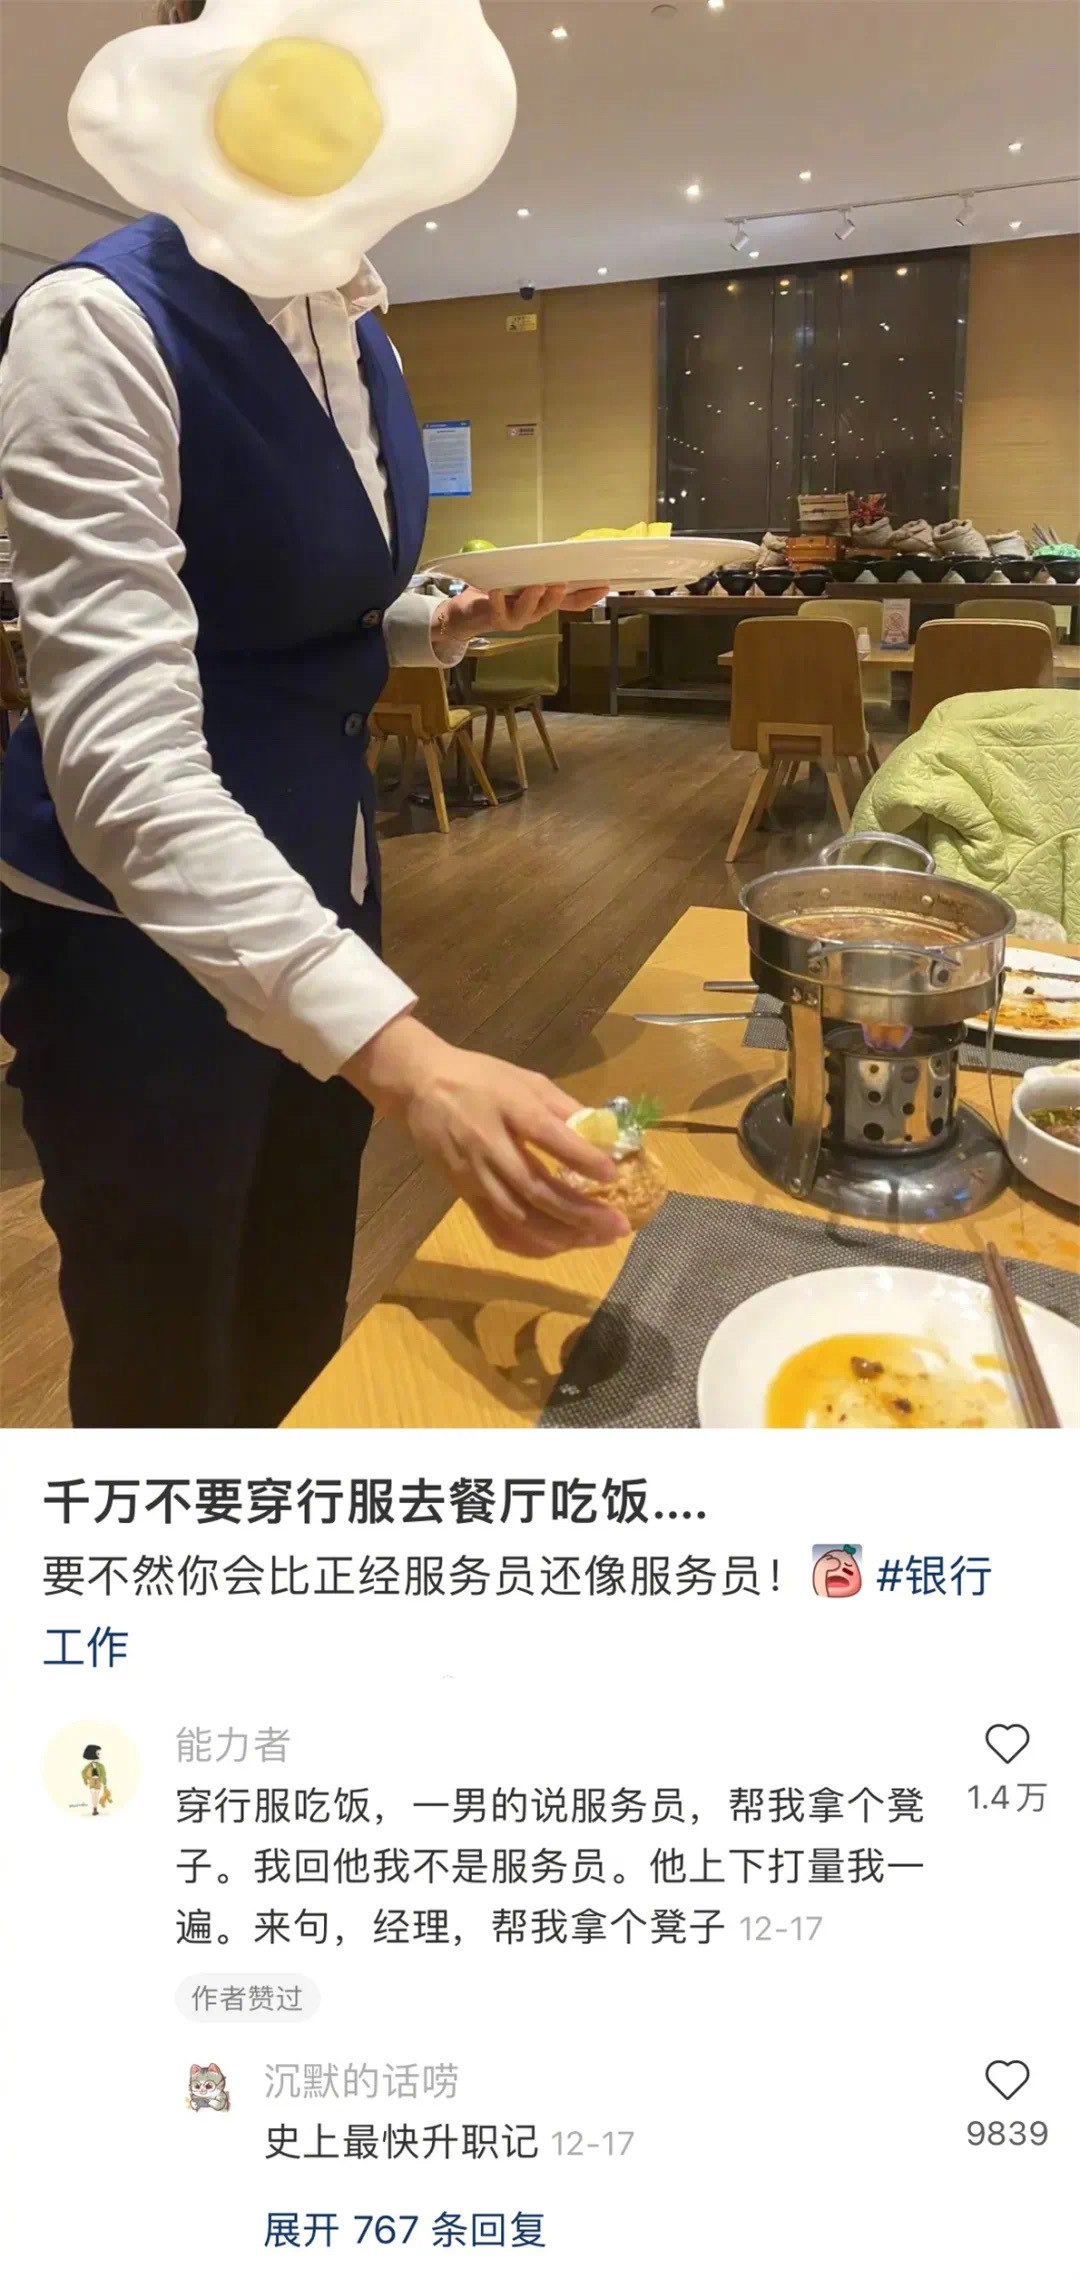 千万不要穿行服去餐厅吃饭....
要不然你会比正经服务员还像服务员！ #银行
工作
能力者
穿行服吃饭，一男的说服务员，帮我拿个凳
子。我回他我不是服务员。他上下打量我一
遍。来句，经理，帮我拿个凳子 12-17
1.4万
作者赞过
沉默的话唠
史上最快升职记 12-17
9839
展开 767 条回复